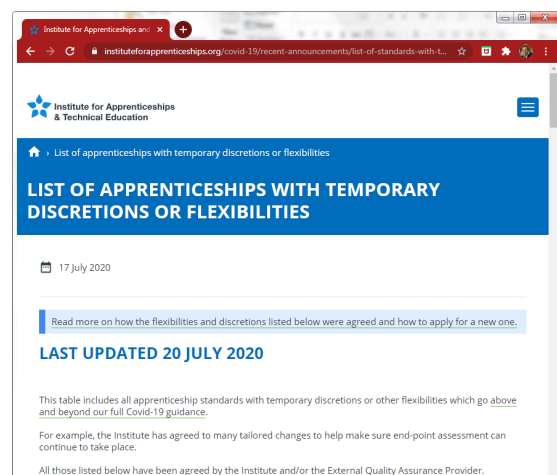 Institute for Apprenticeships and
instituteforapprenticeships.org/covid-19/recent-announcements/list-of-standards-with-t...
Institute for Apprenticeships
& Technical Education
› List of apprenticeships with temporary discretions or flexibilities
LIST OF APPRENTICESHIPS WITH TEMPORARY
DISCRETIONS OR FLEXIBILITIES
17 July 2020
Read more on how the flexibilities and discretions listed below were agreed and how to apply for a new one.
LAST UPDATED 20 JULY 2020
This table includes all apprenticeship standards with temporary discretions or other flexibilities which go above
and beyond our full Covid-19 guidance.
For example, the Institute has agreed to many tailored changes to help make sure end-point assessment can
continue to take place.
All those listed below have been agreed by the Institute and/or the External Quality Assurance Provider.